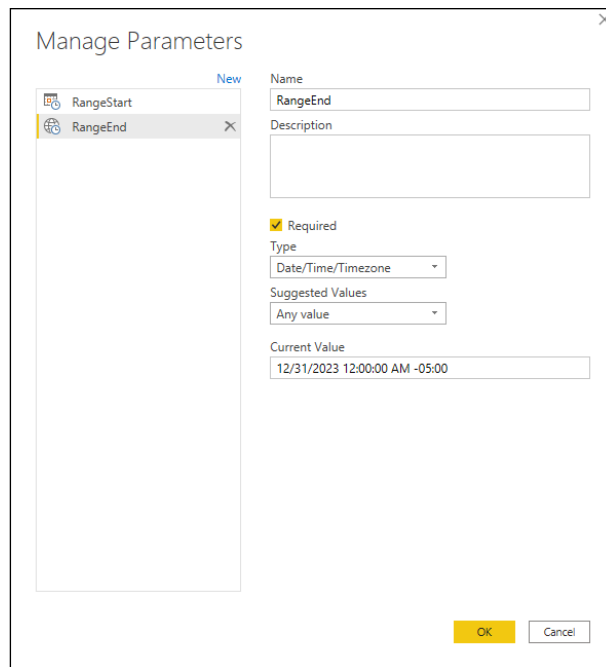 Manage Parameters
New
RangeStart
RangeEnd
Name
RangeEnd
Description
Required
Type
Date/Time/Timezone
Suggested Values
Any value
Current Value
12/31/2023 12:00:00 AM -05:00
OK
Cancel